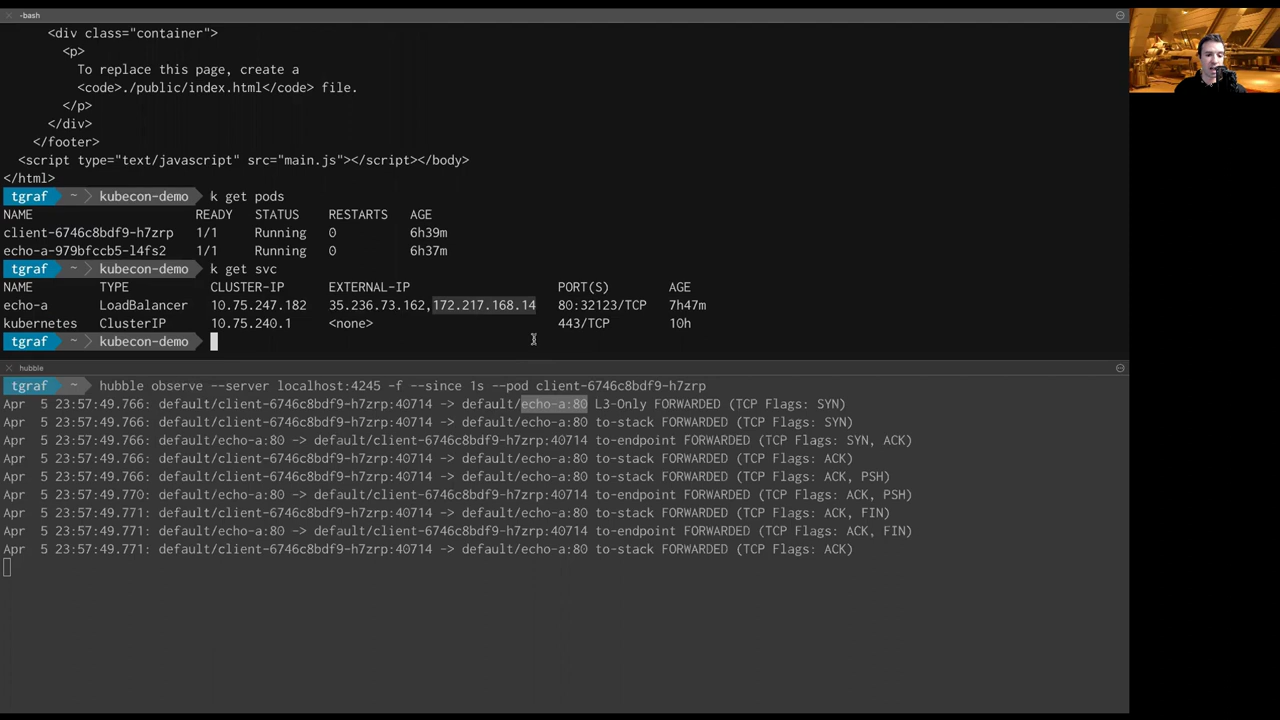 -bash
<div class="container">
<p>
To replace this page, create a
<code>./public/index.html</code> file.
</p>
</div>
</footer>
<script type="text/javascript" src="main.js"></script></body>
</html>
tgraf ~ kubecon-demo k get pods
NAME READY STATUS RESTARTS AGE
client-6746c8bdf9-h7zrp 1/1 Running 0 6h39m
echo-a-979bfccb5-l4fs2 1/1 Running 0 6h37m
tgraf ~ kubecon-demo k get svc
NAME TYPE CLUSTER-IP EXTERNAL-IP PORT(S) AGE
echo-a LoadBalancer 10.75.247.182 35.236.73.162,172.217.168.14 80:32123/TCP 7h47m
kubernetes ClusterIP 10.75.240.1 <none> 443/TCP 10h
tgraf ~ kubecon-demo
hubble
tgraf ~ hubble observe --server localhost:4245 -f --since 1s --pod client-6746c8bdf9-h7zrp
Apr 5 23:57:49.766: default/client-6746c8bdf9-h7zrp:40714 -> default/echo-a:80 L3-Only FORWARDED (TCP Flags: SYN)
Apr 5 23:57:49.766: default/client-6746c8bdf9-h7zrp:40714 -> default/echo-a:80 to-stack FORWARDED (TCP Flags: SYN)
Apr 5 23:57:49.766: default/echo-a:80 -> default/client-6746c8bdf9-h7zrp:40714 to-endpoint FORWARDED (TCP Flags: SYN, ACK)
Apr 5 23:57:49.766: default/client-6746c8bdf9-h7zrp:40714 -> default/echo-a:80 to-stack FORWARDED (TCP Flags: ACK)
Apr 5 23:57:49.766: default/client-6746c8bdf9-h7zrp:40714 -> default/echo-a:80 to-stack FORWARDED (TCP Flags: ACK, PSH)
Apr 5 23:57:49.770: default/echo-a:80 -> default/client-6746c8bdf9-h7zrp:40714 to-endpoint FORWARDED (TCP Flags: ACK, PSH)
Apr 5 23:57:49.771: default/client-6746c8bdf9-h7zrp:40714 -> default/echo-a:80 to-stack FORWARDED (TCP Flags: ACK, FIN)
Apr 5 23:57:49.771: default/echo-a:80 -> default/client-6746c8bdf9-h7zrp:40714 to-endpoint FORWARDED (TCP Flags: ACK, FIN)
Apr 5 23:57:49.771: default/client-6746c8bdf9-h7zrp:40714 -> default/echo-a:80 to-stack FORWARDED (TCP Flags: ACK)